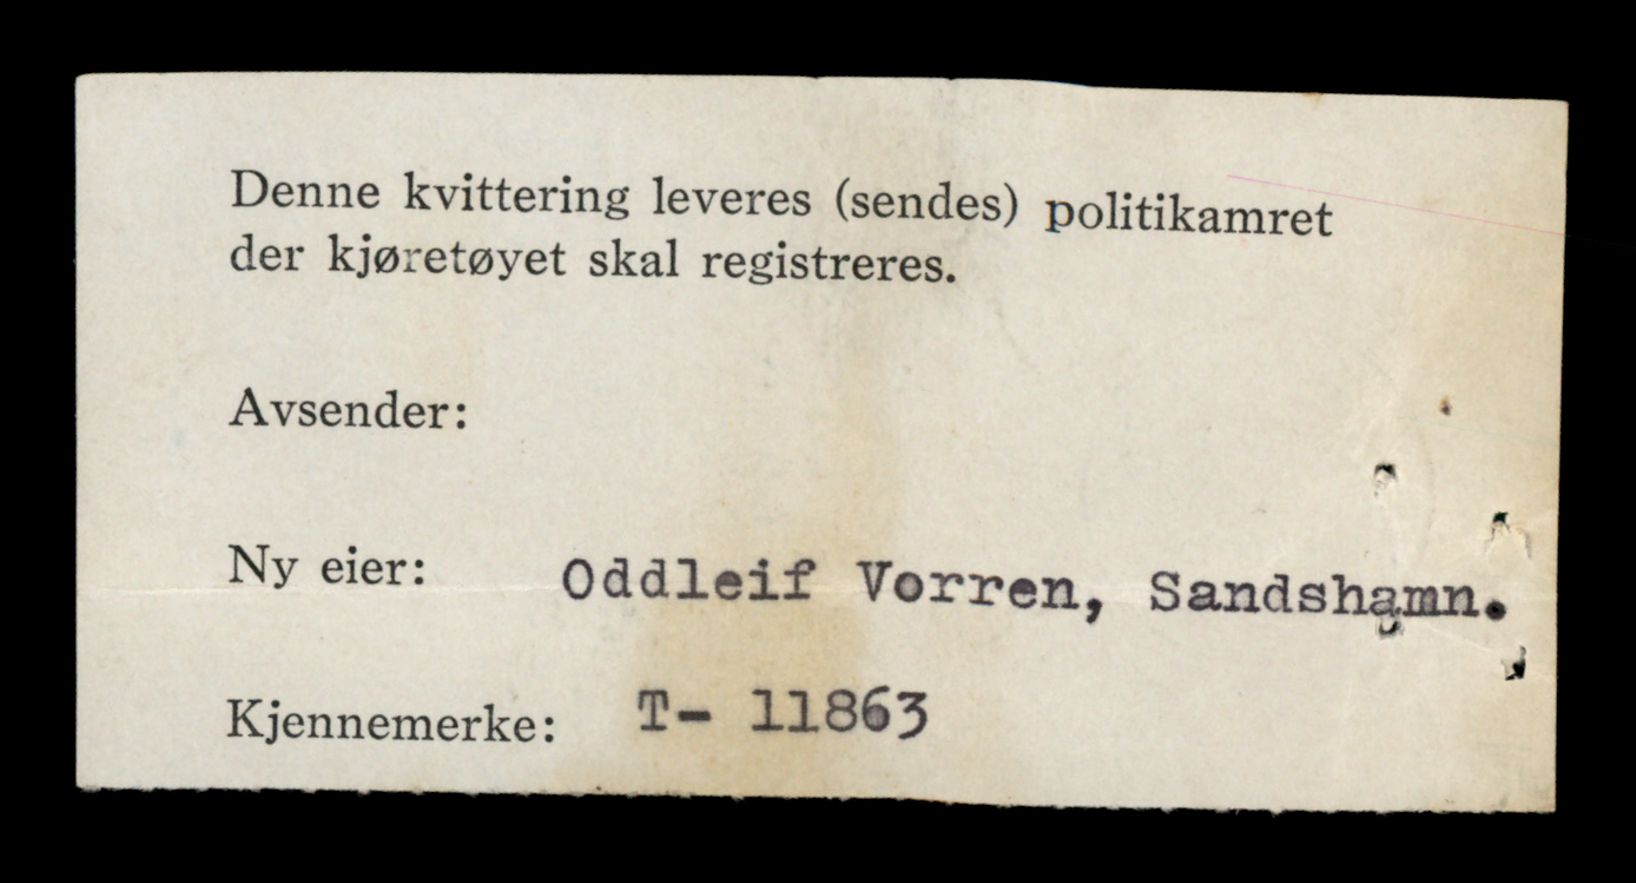 Denne kvittering leveres (sendes) politikamret
der kjøretøyet skal registreres.
Avsender:
Ny eier: Oddleif Vorren, Sandshamn.
Kjennemerke: T- 11863